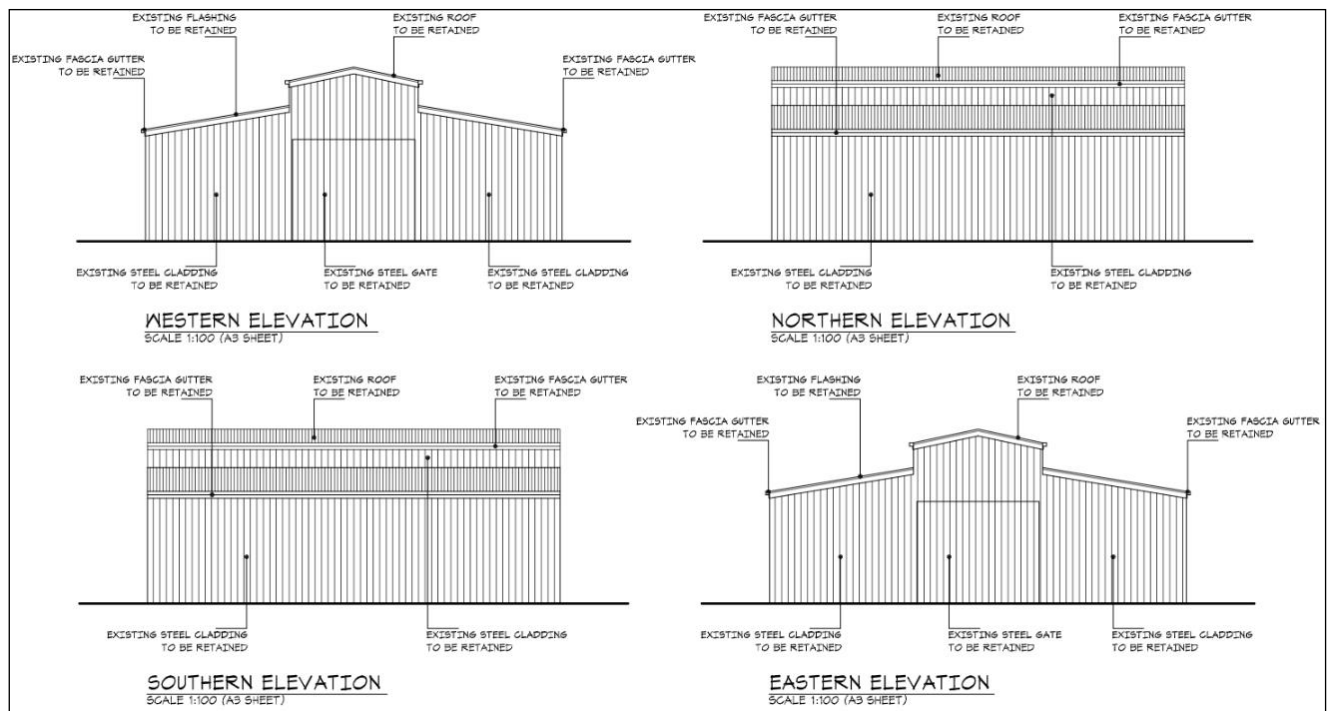 EXISTING FLASHING
TO BE RETAINED
EXISTING ROOF
TO BE RETAINED
EXISTING FASCIA GUTTER
TO BE RETAINED
EXISTING FASCIA GUTTER
TO BE RETAINED
EXISTING STEEL CLADDING
TO BE RETAINED
EXISTING STEEL GATE
TO BE RETAINED
EXISTING STEEL CLADDING
TO BE RETAINED
WESTERN ELEVATION
SCALE 1:100 (A3 SHEET)
EXISTING FASCIA GUTTER
TO BE RETAINED
EXISTING ROOF
TO BE RETAINED
EXISTING FASCIA GUTTER
TO BE RETAINED
EXISTING STEEL CLADDING
TO BE RETAINED
EXISTING STEEL CLADDING
TO BE RETAINED
NORTHERN ELEVATION
SCALE 1:100 (A3 SHEET)
EXISTING FASCIA GUTTER
TO BE RETAINED
EXISTING ROOF
TO BE RETAINED
EXISTING FASCIA GUTTER
TO BE RETAINED
EXISTING STEEL CLADDING
TO BE RETAINED
EXISTING STEEL CLADDING
TO BE RETAINED
SOUTHERN ELEVATION
SCALE 1:100 (A3 SHEET)
EXISTING FLASHING
TO BE RETAINED
EXISTING ROOF
TO BE RETAINED
EXISTING FASCIA GUTTER
TO BE RETAINED
EXISTING FASCIA GUTTER
TO BE RETAINED
EXISTING STEEL CLADDING
TO BE RETAINED
EXISTING STEEL GATE
TO BE RETAINED
EXISTING STEEL CLADDING
TO BE RETAINED
EASTERN ELEVATION
SCALE 1:100 (A3 SHEET)